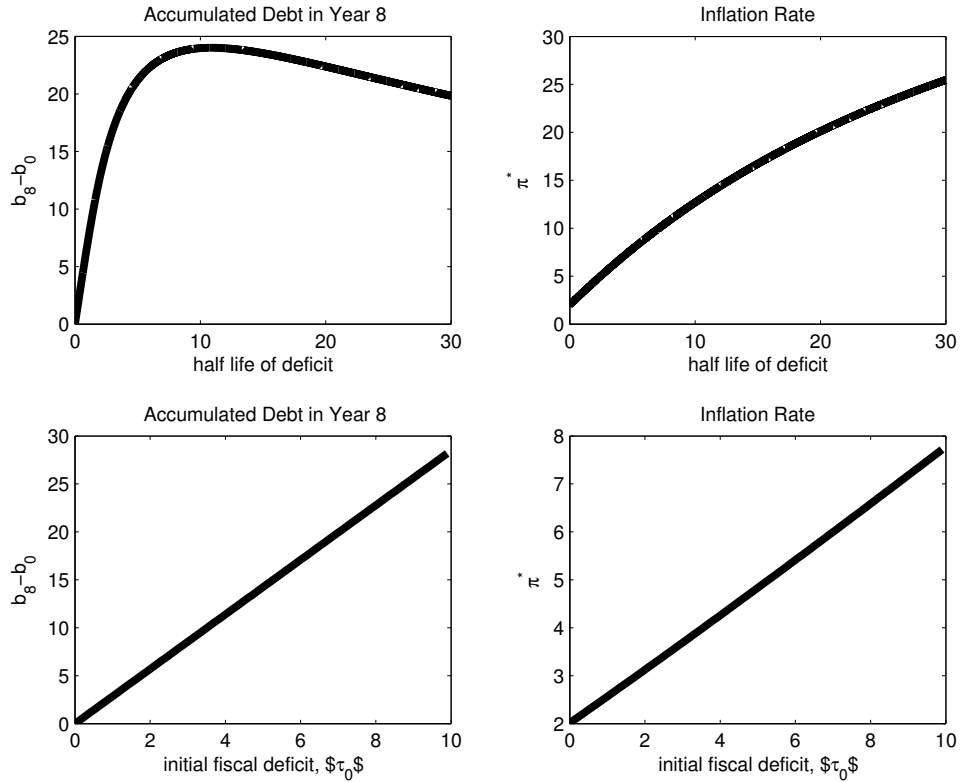 Accumulated Debt in Year 8
25
20
15
10
5
0
b_8−b_0
0 10 20 30
half life of deficit
Inflation Rate
30
25
20
15
10
5
0
π*
0 10 20 30
half life of deficit
Accumulated Debt in Year 8
30
25
20
15
10
5
0
b_8−b_0
0 2 4 6 8 10
initial fiscal deficit, $τ_0$
Inflation Rate
8
7
6
5
4
3
2
π*
0 2 4 6 8 10
initial fiscal deficit, $τ_0$